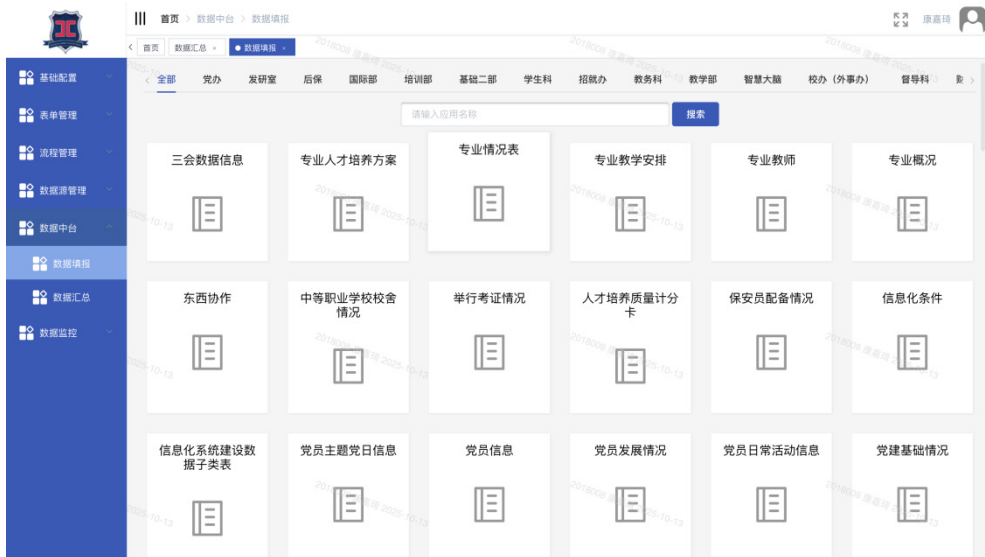 首页 > 数据中台 > 数据填报
康嘉琦
首页 数据汇总 × ● 数据填报 ×
基础配置
表单管理
流程管理
数据源管理
数据中台
数据填报
数据汇总
数据监控
全部 党办 发研室 后保 国际部 培训部 基础二部 学生科 招就办 教务科 教学部 智慧大脑 校办（外事办） 督导科
请输入应用名称 搜索
三会数据信息 专业人才培养方案 专业情况表 专业教学安排 专业教师 专业概况
东西协作 中等职业学校校舍 举行考证情况 人才培养质量计分 保安员配备情况 信息化条件
情况 卡
信息化系统建设数 党员主题党日信息 党员信息 党员发展情况 党员日常活动信息 党建基础情况
据子类表
2018008 康嘉琦 2025-10-13